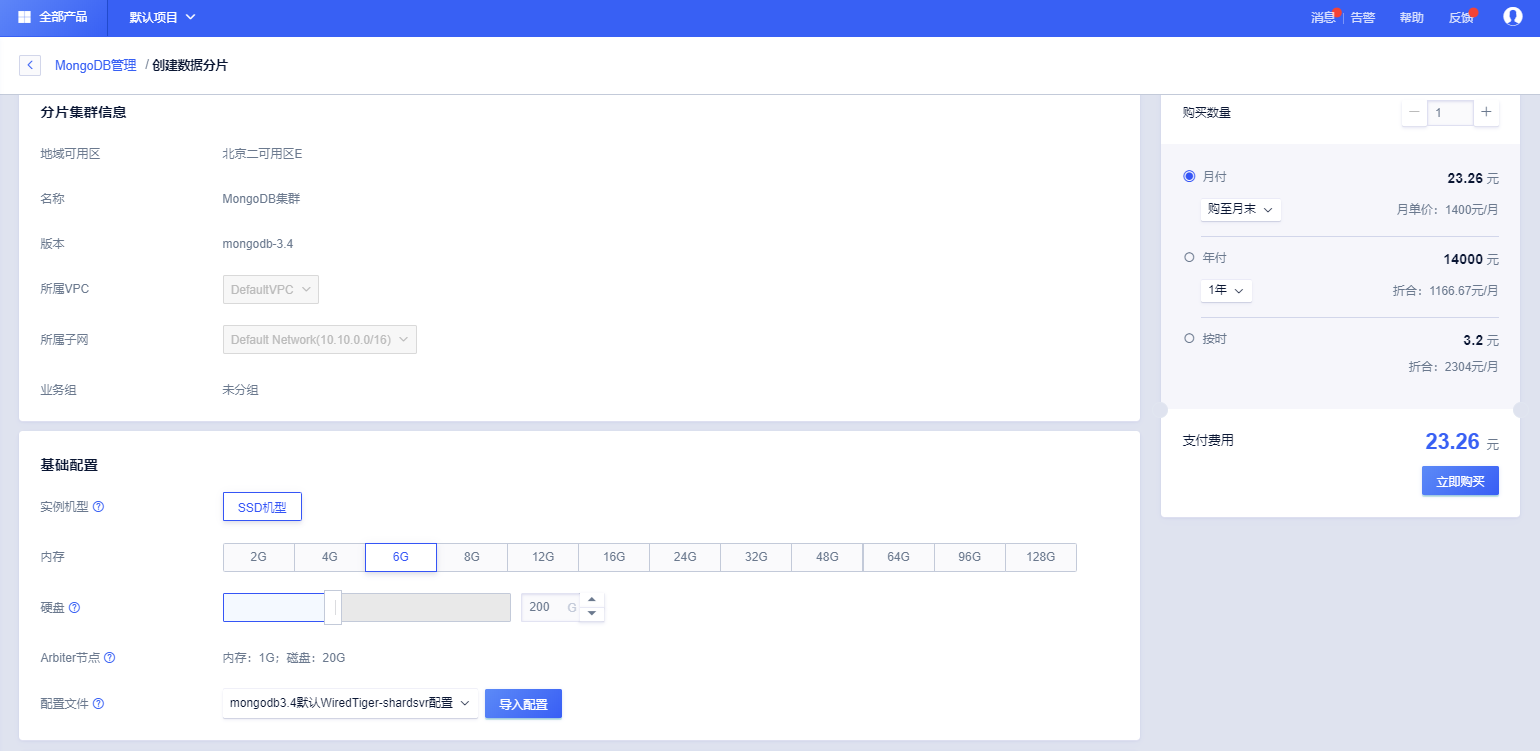 全部产品 默认项目 消息 告警 帮助 反馈
MongoDB管理 / 创建数据分片
分片集群信息
地域可用区 北京二可用区E
名称 MongoDB集群
版本 mongodb-3.4
所属VPC DefaultVPC
所属子网 Default Network(10.10.0.0/16)
业务组 未分组
基础配置
实例机型 SSD机型
内存 2G 4G 6G 8G 12G 16G 24G 32G 48G 64G 96G 128G
硬盘 200 G
Arbiter节点 内存：1G；磁盘：20G
配置文件 mongodb3.4默认WiredTiger-shardsvr配置 导入配置
购买数量 1
月付 23.26 元
购至月末 月单价：1400元/月
年付 14000 元
1年 折合：1166.67元/月
按时 3.2 元
折合：2304元/月
支付费用 23.26 元
立即购买